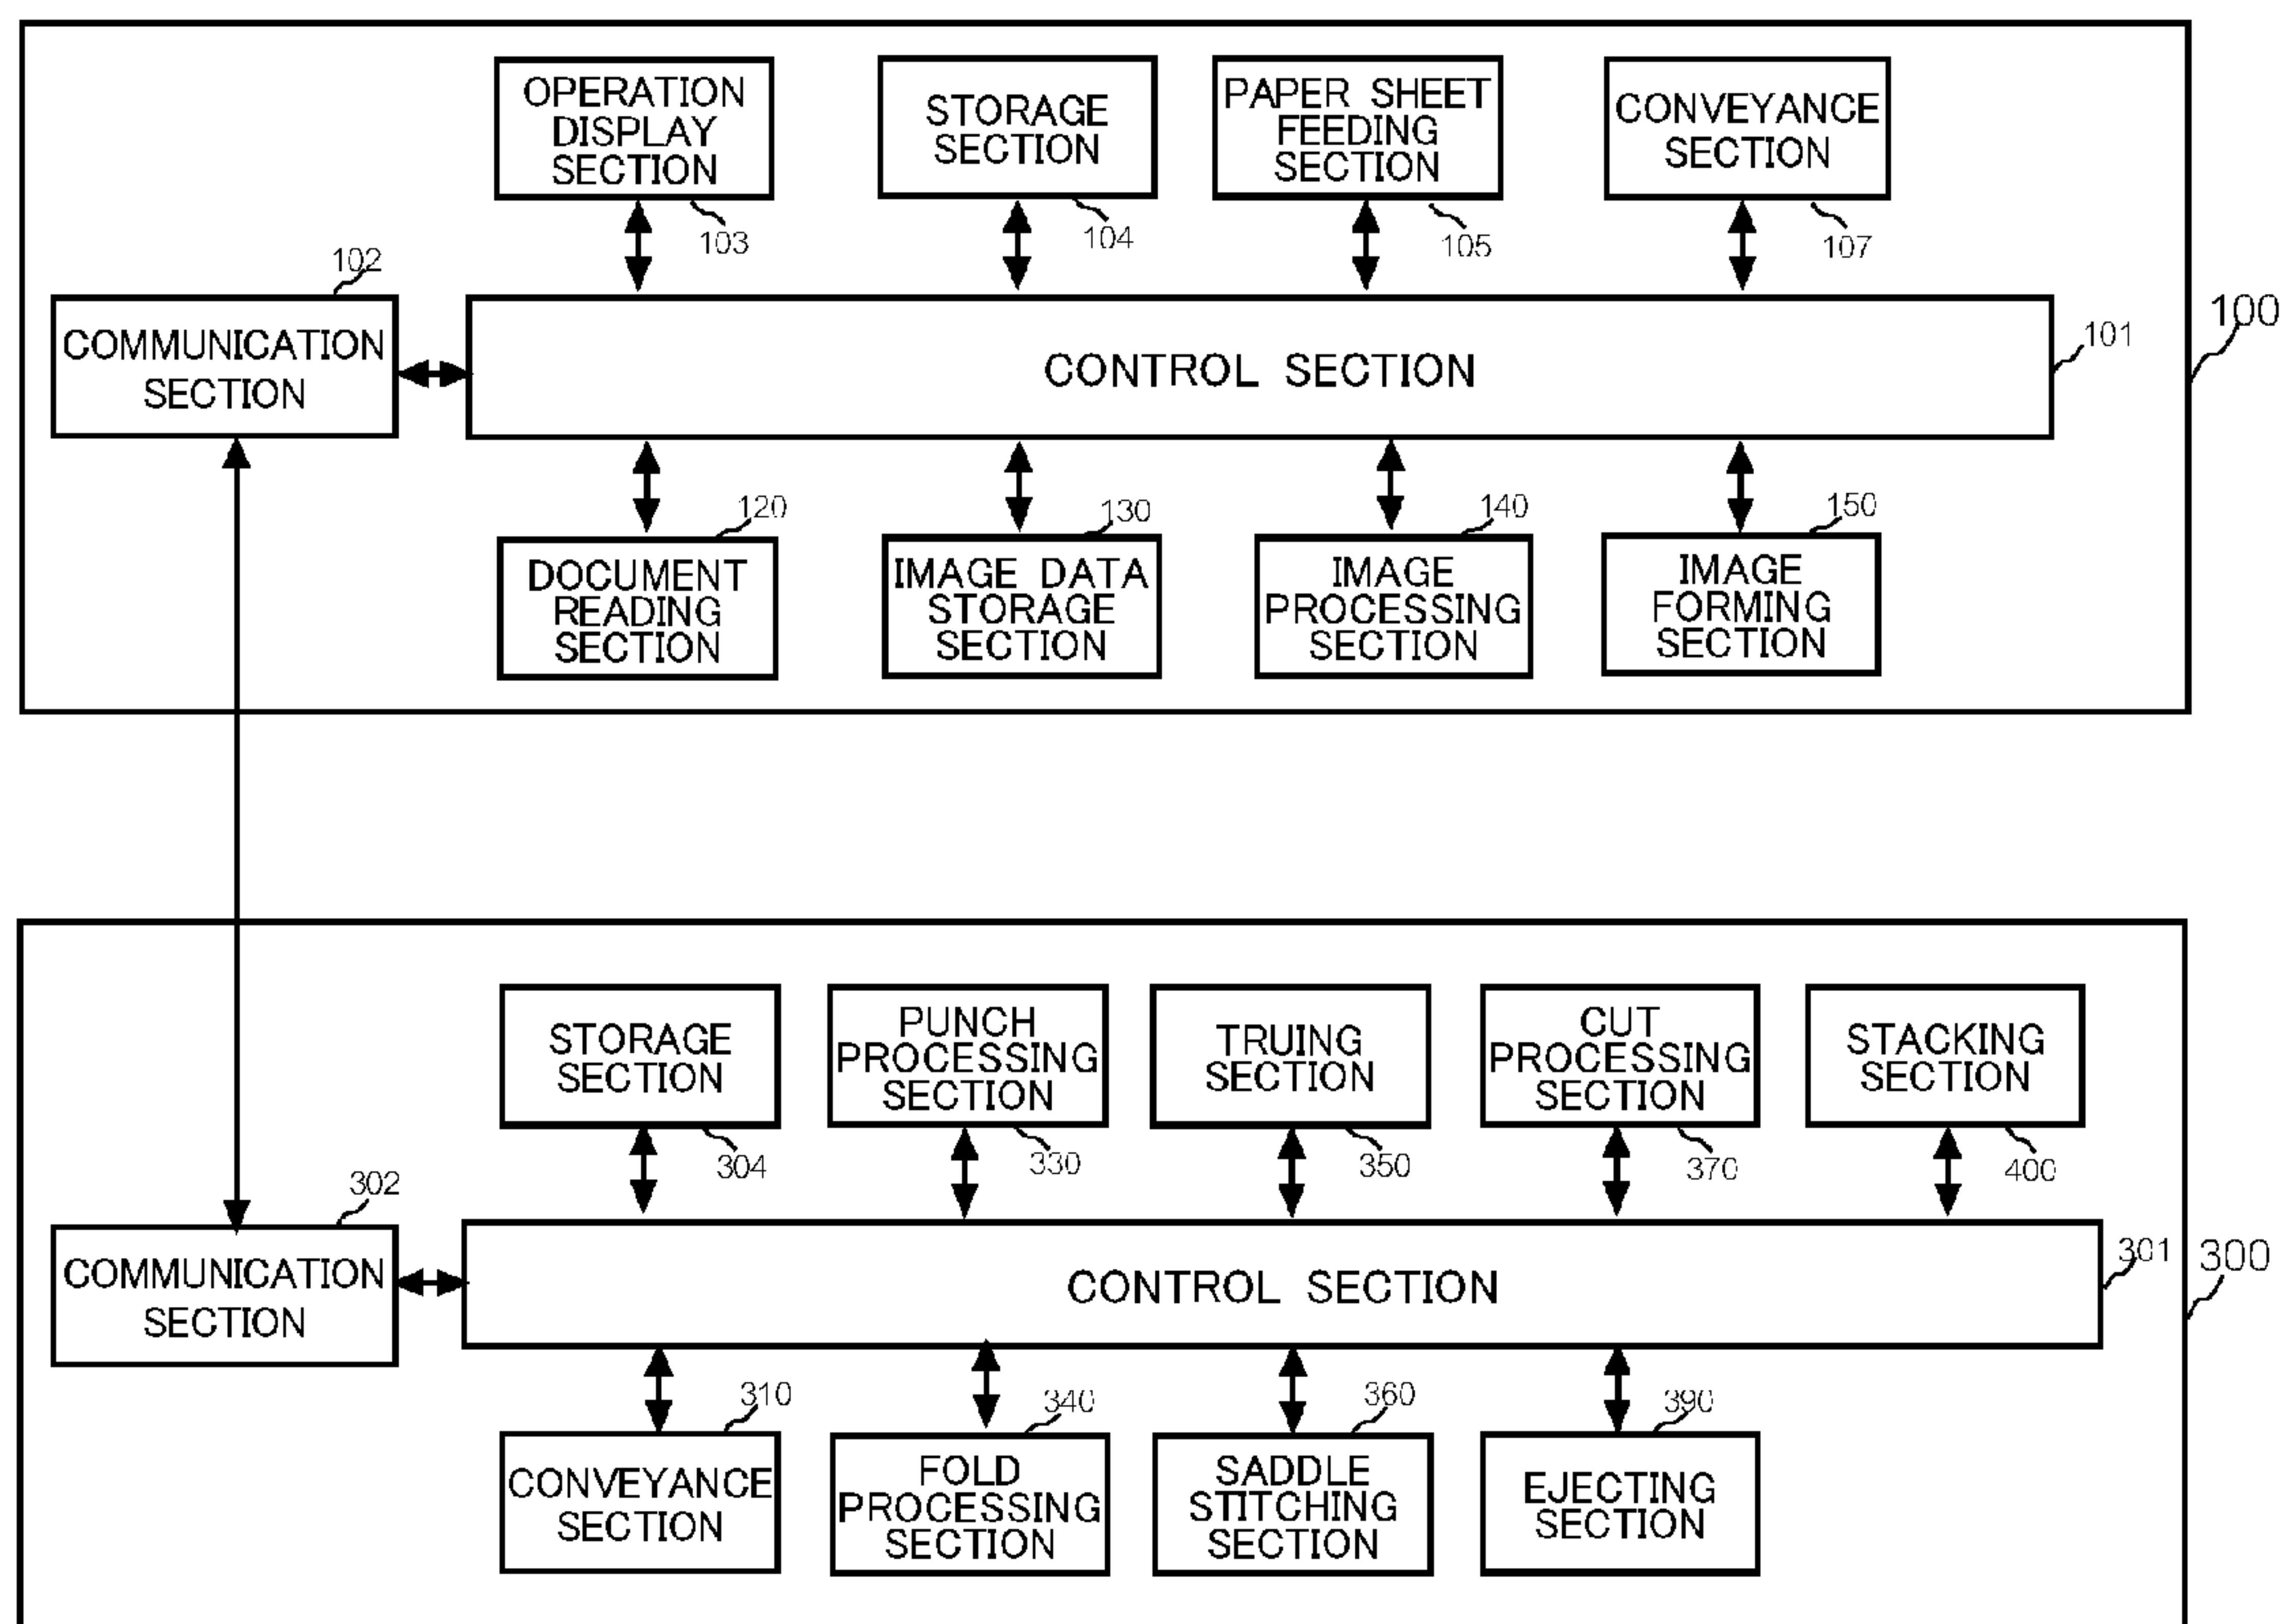 OPERATION
DISPLAY
SECTION
103
STORAGE
SECTION
104
PAPER SHEET
FEEDING
SECTION
105
CONVEYANCE
SECTION
107
102
COMMUNICATION
SECTION
CONTROL SECTION
101
100
120
DOCUMENT
READING
SECTION
130
IMAGE DATA
STORAGE
SECTION
140
IMAGE
PROCESSING
SECTION
150
IMAGE
FORMING
SECTION
STORAGE
SECTION
304
PUNCH
PROCESSING
SECTION
330
TRUING
SECTION
350
CUT
PROCESSING
SECTION
370
STACKING
SECTION
400
302
COMMUNICATION
SECTION
CONTROL SECTION
301
300
310
CONVEYANCE
SECTION
340
FOLD
PROCESSING
SECTION
360
SADDLE
STITCHING
SECTION
390
EJECTING
SECTION